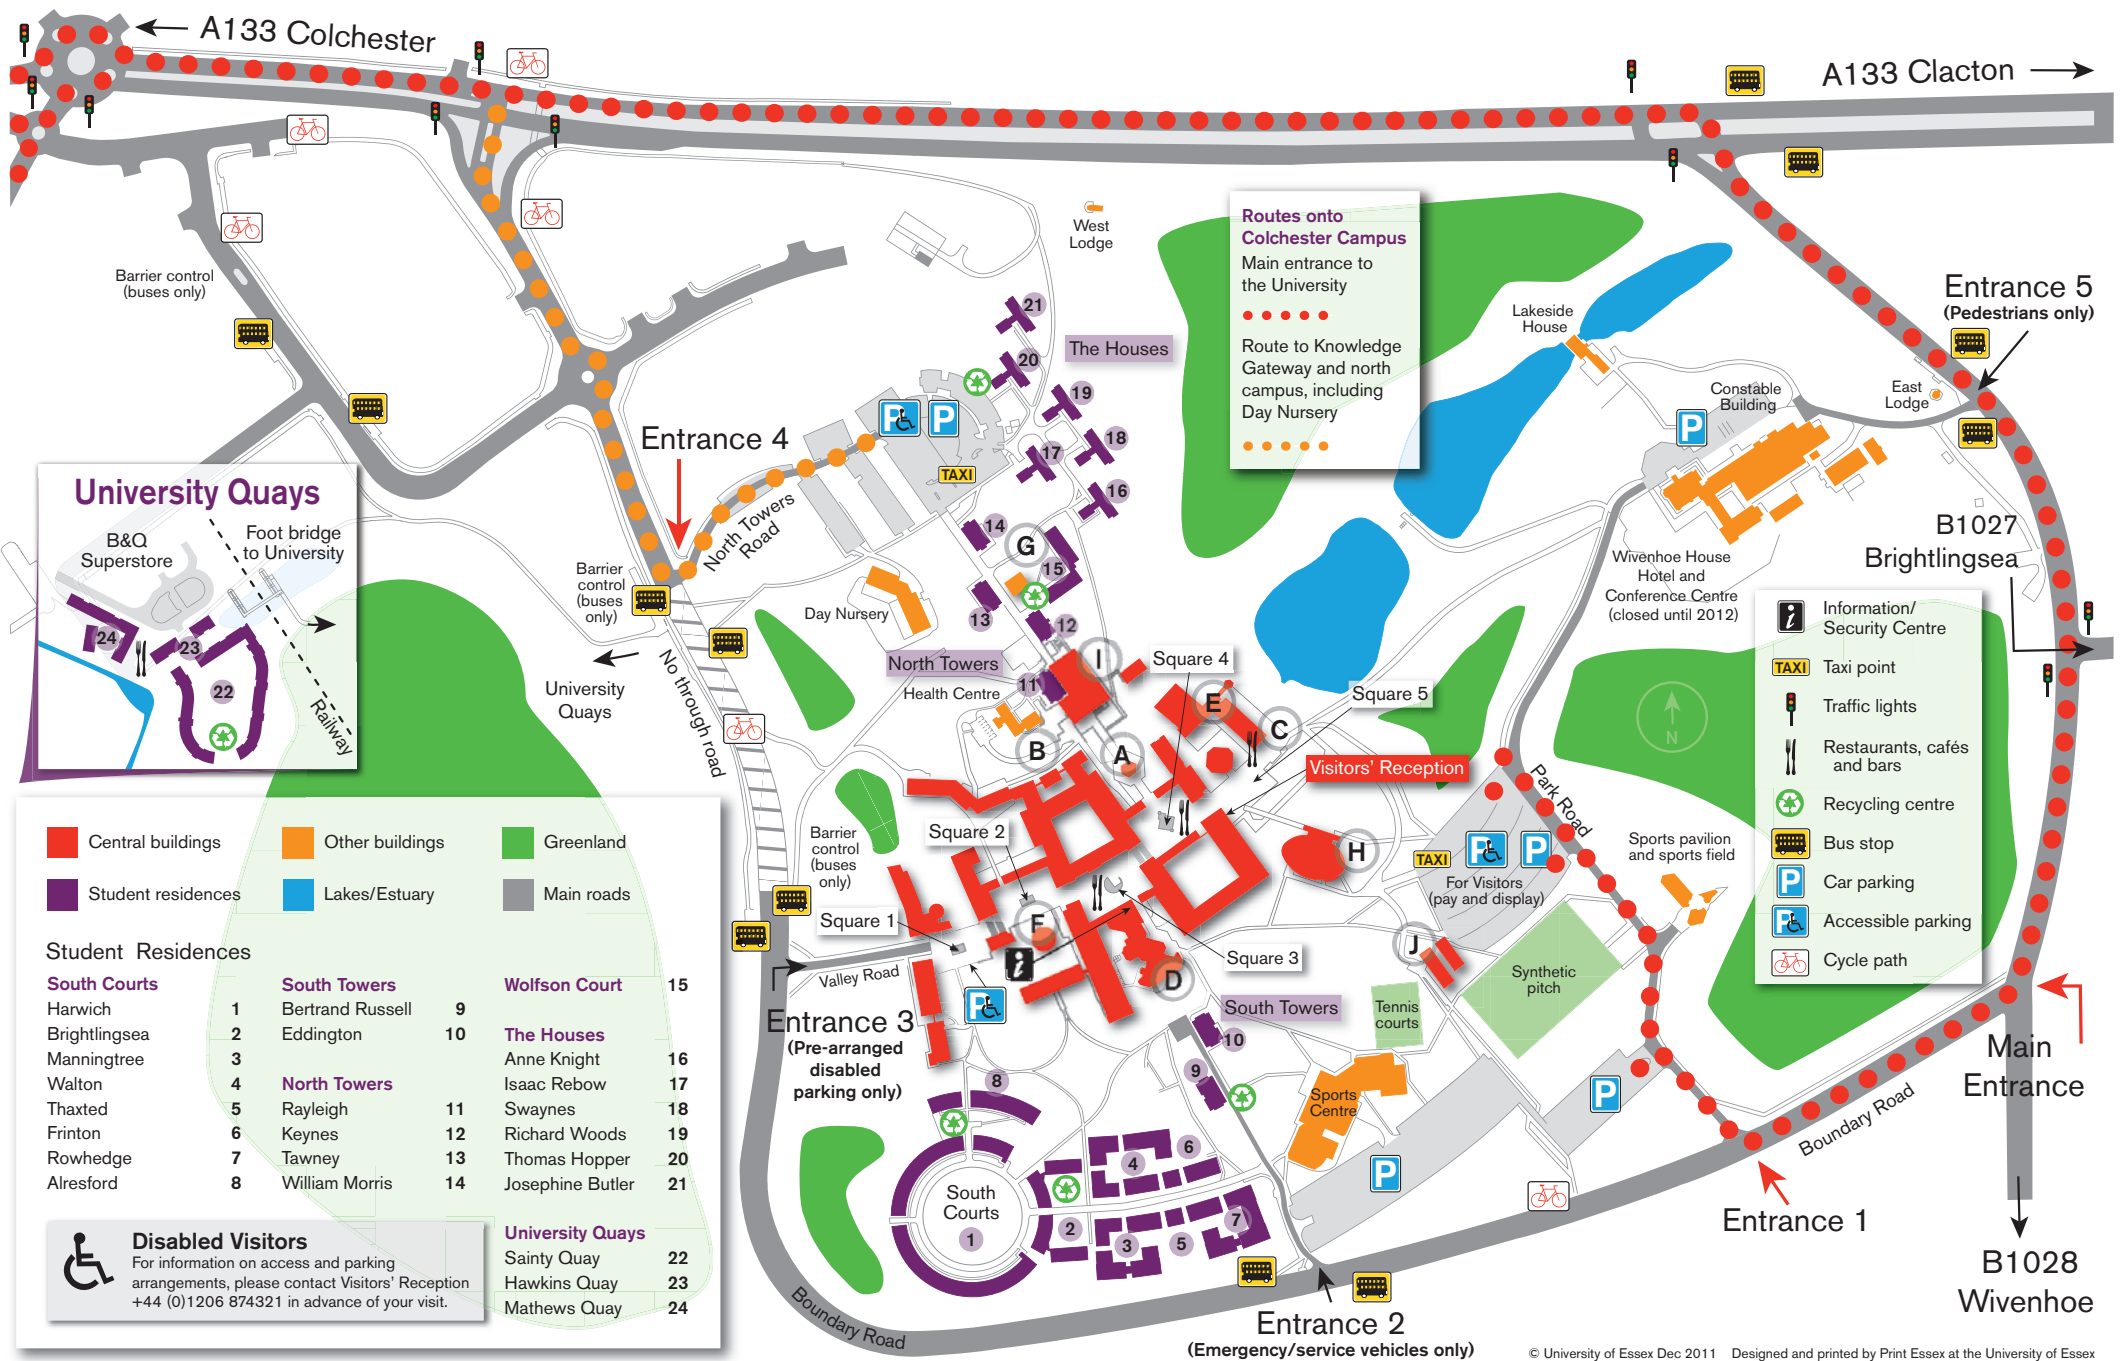 A133 Colchester
A133 Clacton
West
Lodge
Routes onto
Colchester Campus
Main entrance to
the University
Route to Knowledge
Gateway and north
campus, including
Day Nursery
Barrier control
(buses only)
Entrance 5
(Pedestrians only)
Lakeside
House
21
The Houses
20
19
18
17
16
Constable
Building
East
Lodge
P
P
P
TAXI
Entrance 4
North Towers
Road
14
G
15
13
12
Barrier
control
(buses
only)
Day Nursery
University Quays
B&Q
Superstore
Foot bridge
to University
24
23
22
Railway
University
Quays
No through road
B1027
Brightlingsea
Wivenhoe House
Hotel and
Conference Centre
(closed until 2012)
i
Information/
Security Centre
TAXI
Taxi point
Traffic lights
Restaurants, cafés
and bars
Recycling centre
Bus stop
P
Car parking
P
Accessible parking
Cycle path
N
North Towers
11
Health Centre
I
Square 4
E
Square 5
C
B
A
Visitors' Reception
Park Road
Square 2
H
TAXI
P
P
For Visitors
(pay and display)
Sports pavilion
and sports field
Barrier
control
(buses
only)
Square 1
F
i
Square 3
D
J
Valley Road
P
South Towers
10
Tennis
courts
Synthetic
pitch
Entrance 3
(Pre-arranged
disabled
parking only)
9
8
Sports
Centre
P
P
Main
Entrance
Boundary Road
Entrance 1
South
Courts
1
2
3
4
5
6
7
Boundary Road
Entrance 2
(Emergency/service vehicles only)
B1028
Wivenhoe
Central buildings
Other buildings
Greenland
Student residences
Lakes/Estuary
Main roads
Student Residences
South Courts
Harwich 1
Brightlingsea 2
Manningtree 3
Walton 4
Thaxted 5
Frinton 6
Rowhedge 7
Alresford 8
South Towers
Bertrand Russell 9
Eddington 10
North Towers
Rayleigh 11
Keynes 12
Tawney 13
William Morris 14
Wolfson Court 15
The Houses
Anne Knight 16
Isaac Rebow 17
Swaynes 18
Richard Woods 19
Thomas Hopper 20
Josephine Butler 21
University Quays
Sainty Quay 22
Hawkins Quay 23
Mathews Quay 24
Disabled Visitors
For information on access and parking
arrangements, please contact Visitors' Reception
+44 (0)1206 874321 in advance of your visit.
© University of Essex Dec 2011 Designed and printed by Print Essex at the University of Essex